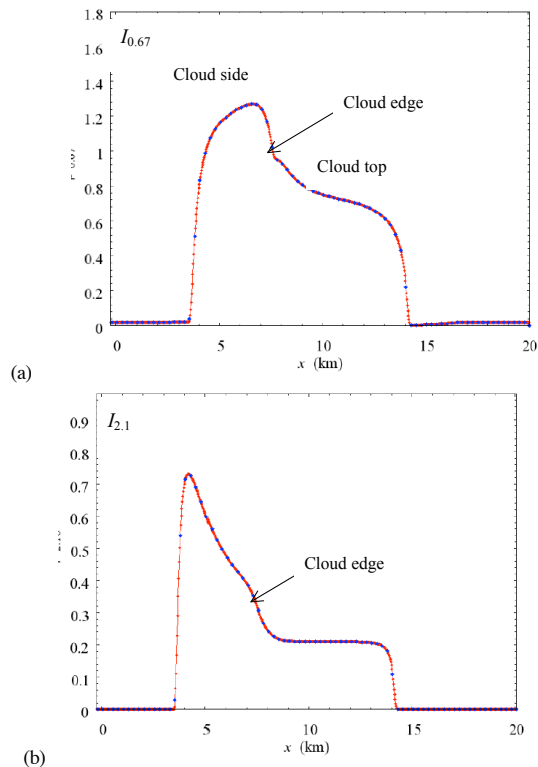 1.8
I0.67
1.6
Cloud side
1.4
Cloud edge
1.2
1
Cloud top
0.8
0.6
0.4
0.2
0
0 5 10 15 20
x (km)
(a)
0.9
I2.1
0.8
0.7
0.6
0.5
Cloud edge
0.4
0.3
0.2
0.1
0
0 5 10 15 20
x (km)
(b)